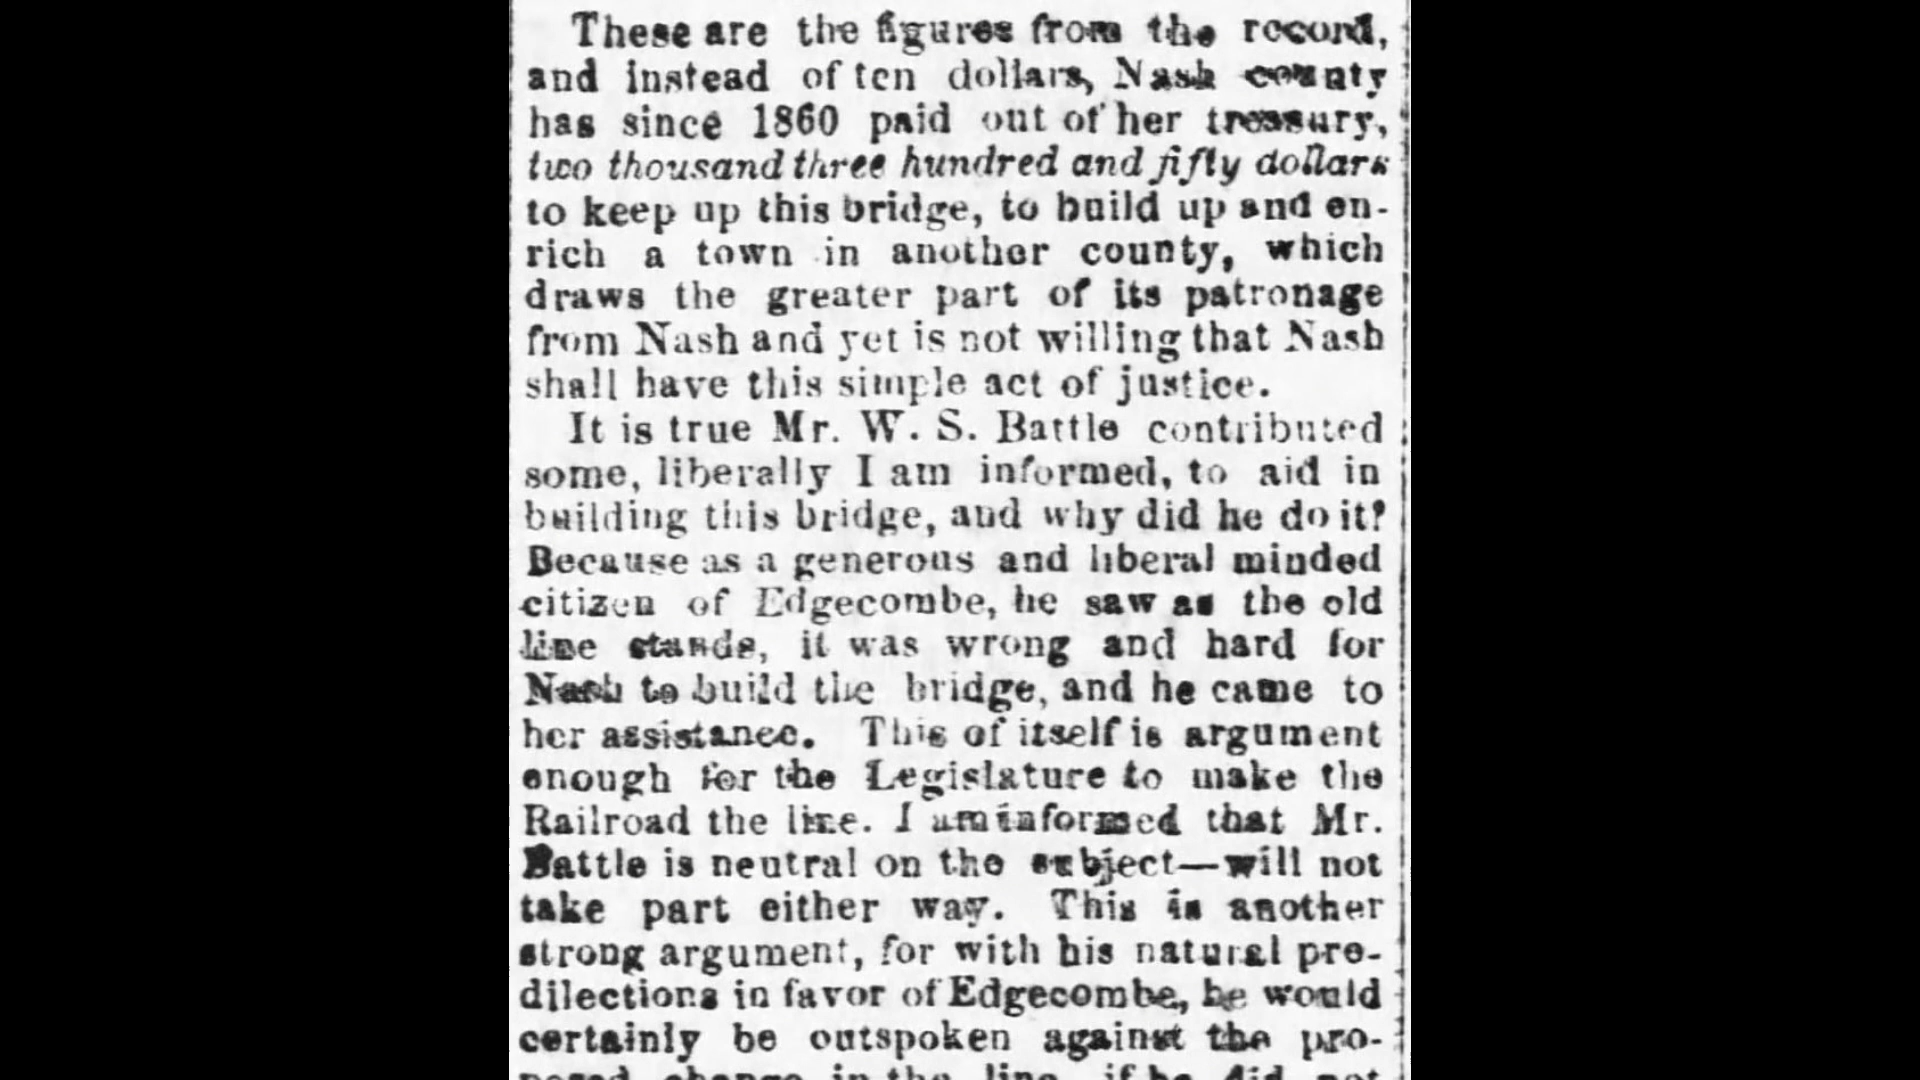 These are the figures from the record,
and instead of ten dollars, Nash county
has since 1860 paid out of her treasury,
two thousand three hundred and fifty dollars
to keep up this bridge, to build up and en-
rich a town in another county, which
draws the greater part of its patronage
from Nash and yet is not willing that Nash
shall have this simple act of justice.
It is true Mr. W. S. Battle contributed
some, liberally I am informed, to aid in
building this bridge, and why did he do it?
Because as a generous and liberal minded
citizen of Edgecombe, he saw as the old
line stands, it was wrong and hard for
Nash to build the bridge, and he came to
her assistance. This of itself is argument
enough for the Legislature to make the
Railroad the line. I am informed that Mr.
Battle is neutral on the subject—will not
take part either way. This is another
strong argument, for with his natural pre-
dilections in favor of Edgecombe, he would
certainly be outspoken against the pro-
posed change in the line, if he did not